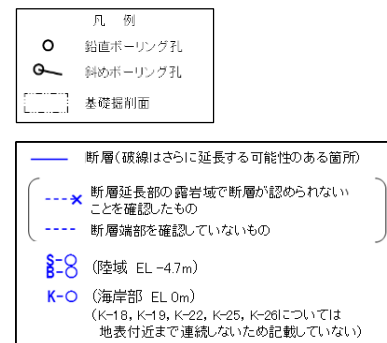 凡 例
鉛直ボーリング孔
斜めボーリング孔
基礎掘削面
断層(破線はさらに延長する可能性のある箇所)
断層延長部の露岩域で断層が認められない
ことを確認したもの
断層端部を確認していないもの
S-○
B-○ (陸域 EL -4.7m)
K-○ (海岸部 EL 0m)
(K-18, K-19, K-22, K-25, K-26については
地表付近まで連続しないため記載していない)